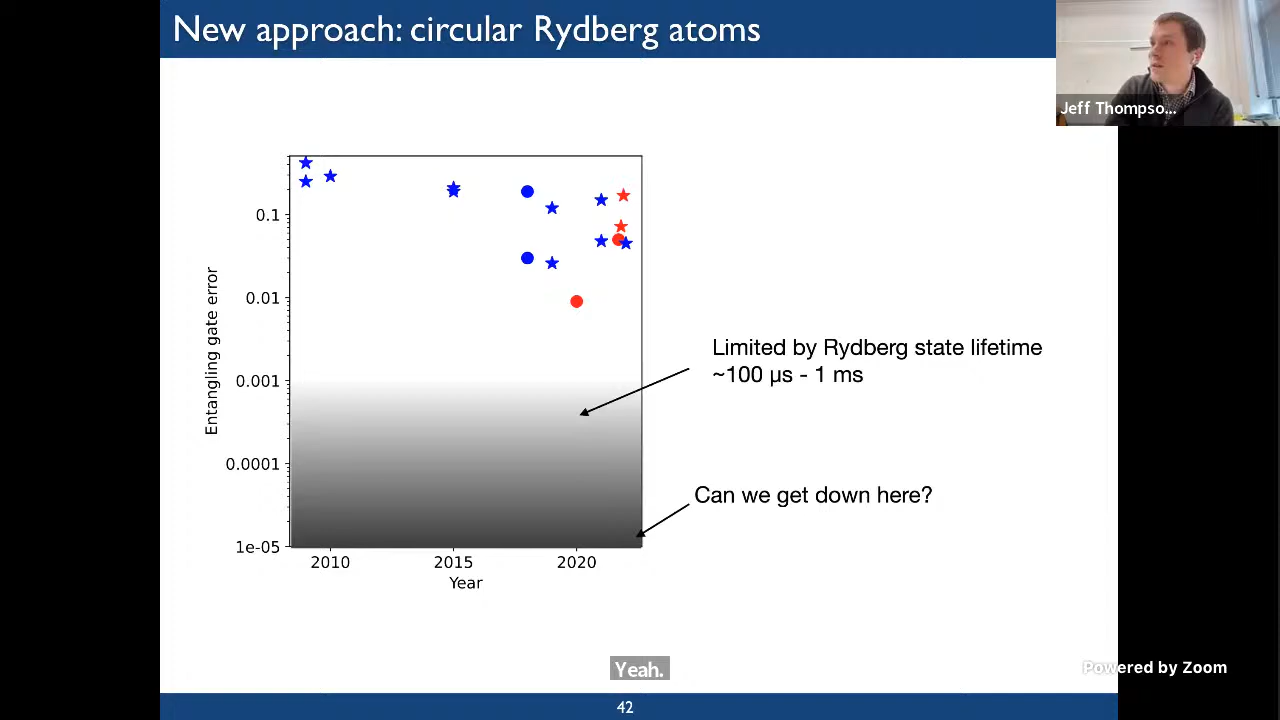 New approach: circular Rydberg atoms
Jeff Thompso...
0.1
0.01
0.001
0.0001
1e-05
Entangling gate error
2010 2015 2020
Year
Limited by Rydberg state lifetime
~100 µs - 1 ms
Can we get down here?
Yeah.
Powered by Zoom
42